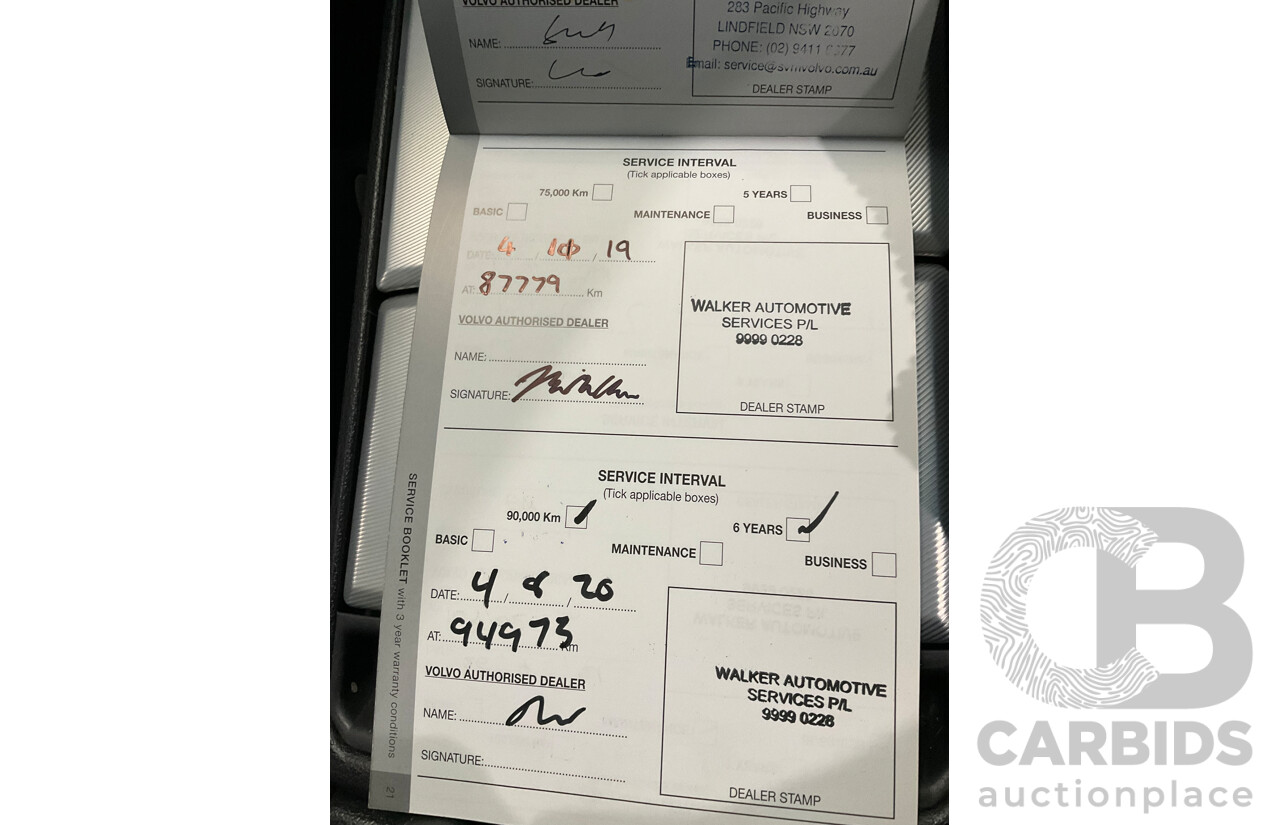 VOLVO AUTHORISED DEALER
NAME:
SIGNATURE:
283 Pacific Highway
LINDFIELD NSW 2070
PHONE: (02) 9411
Email: service@svmvolvo.com.au
DEALER STAMP
SERVICE INTERVAL
(Tick applicable boxes)
75,000 Km
5 YEARS
BASIC
MAINTENANCE
BUSINESS
DATE: 4 / 10 / 19
AT: 87779 Km
VOLVO AUTHORISED DEALER
NAME:
SIGNATURE:
WALKER AUTOMOTIVE
SERVICES P/L
9999 0228
DEALER STAMP
SERVICE INTERVAL
(Tick applicable boxes)
90,000 Km
6 YEARS
BASIC
MAINTENANCE
BUSINESS
DATE: 4 / 8 / 20
AT: 94973 Km
VOLVO AUTHORISED DEALER
NAME:
SIGNATURE:
WALKER AUTOMOTIVE
SERVICES P/L
9999 0228
DEALER STAMP
SERVICE BOOKLET with 3 year warranty conditions
21
CB
CARBIDS
auctionplace